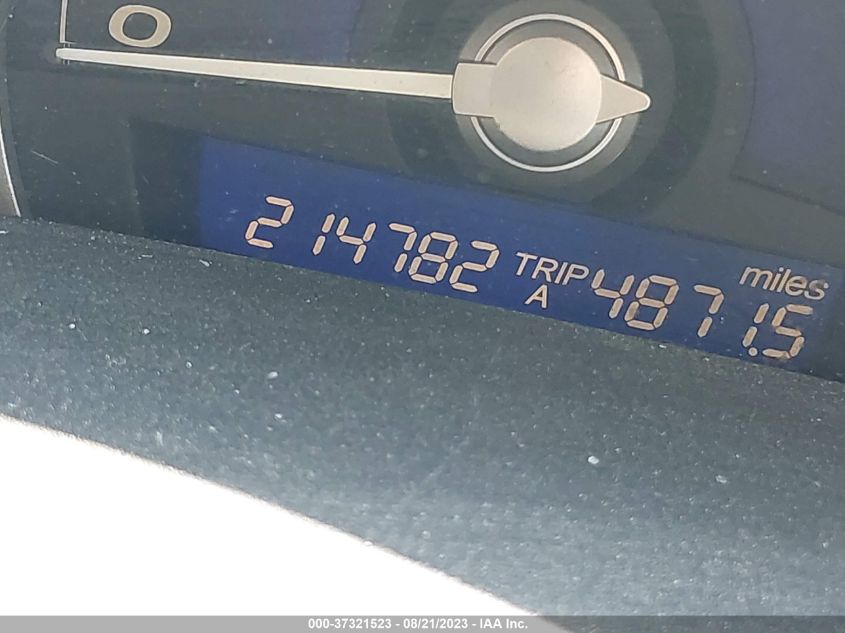 0
214782 TRIP A 4871.5 miles
000-37321523 - 08/21/2023 - IAA Inc.